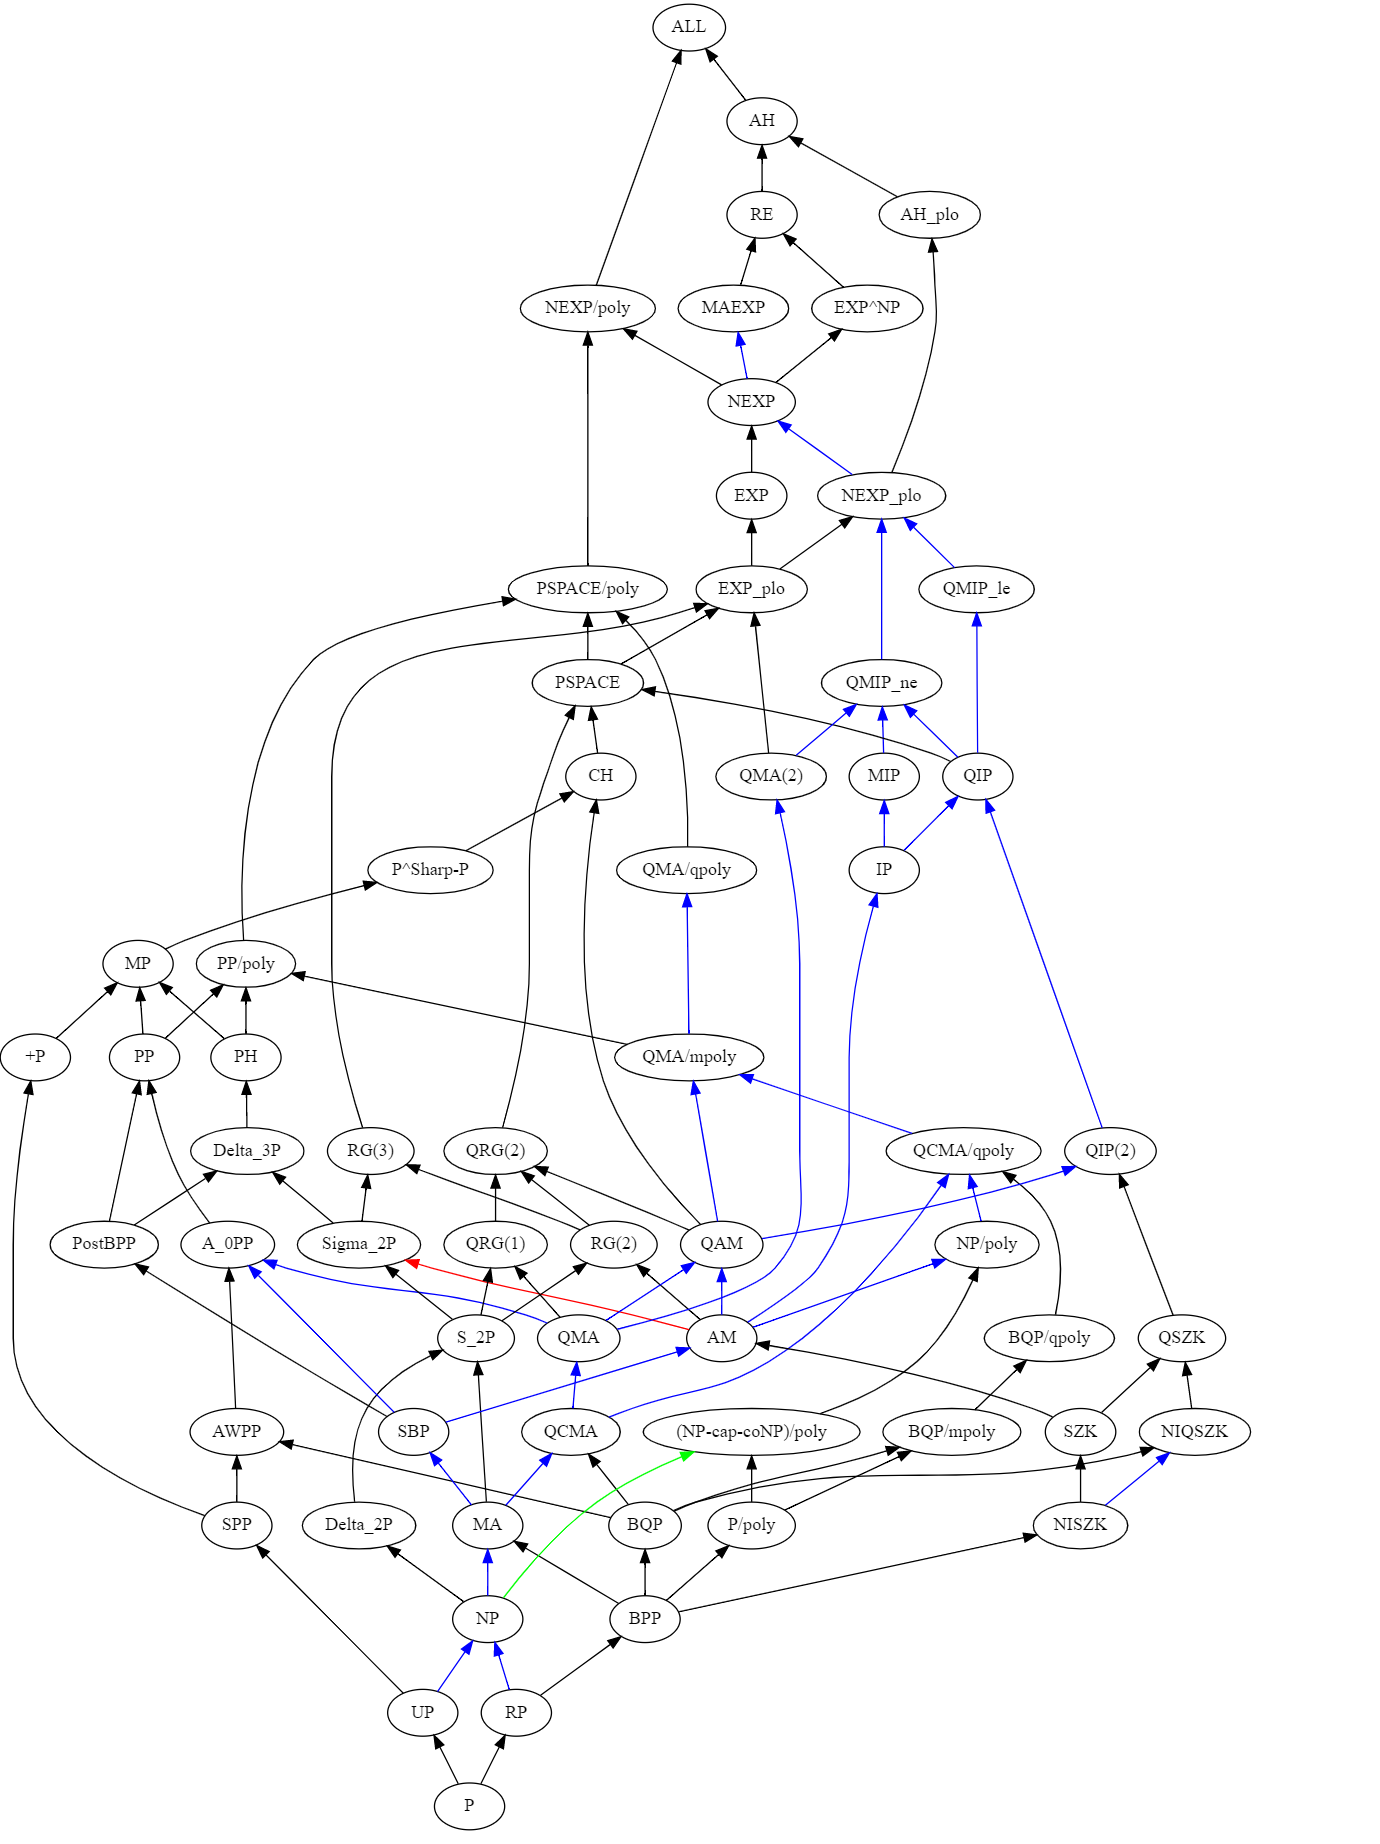 ALL
AH
RE
AH_plo
NEXP/poly
MAEXP
EXP^NP
NEXP
EXP
NEXP_plo
PSPACE/poly
EXP_plo
QMIP_le
PSPACE
QMIP_ne
CH
QMA(2)
MIP
QIP
P^Sharp-P
QMA/qpoly
IP
MP
PP/poly
+P
PP
PH
QMA/mpoly
Delta_3P
RG(3)
QRG(2)
QCMA/qpoly
QIP(2)
PostBPP
A_0PP
Sigma_2P
QRG(1)
RG(2)
QAM
NP/poly
S_2P
QMA
AM
BQP/qpoly
QSZK
AWPP
SBP
QCMA
(NP-cap-coNP)/poly
BQP/mpoly
SZK
NIQSZK
SPP
Delta_2P
MA
BQP
P/poly
NISZK
NP
BPP
UP
RP
P